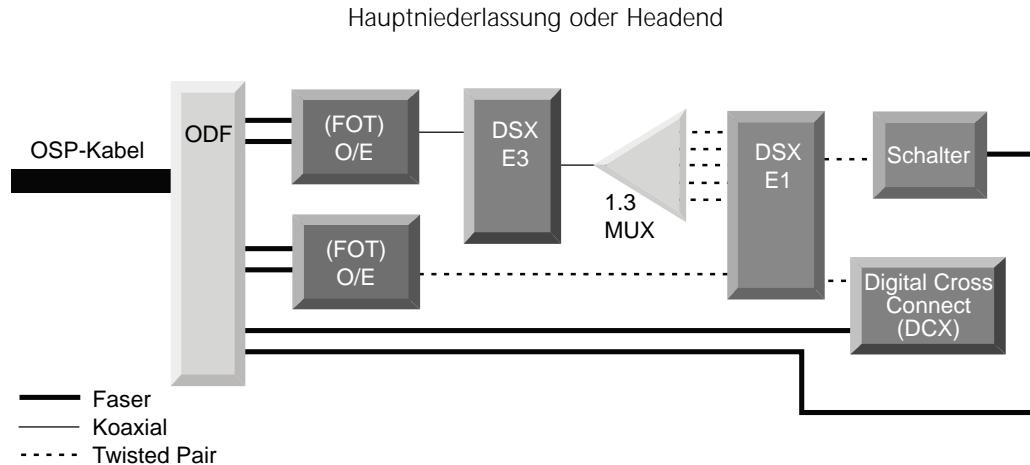 Hauptniederlassung oder Headend
OSP-Kabel
ODF
(FOT)
O/E
DSX
E3
1.3
MUX
DSX
E1
Schalter
(FOT)
O/E
Digital Cross
Connect
(DCX)
Faser
Koaxial
Twisted Pair